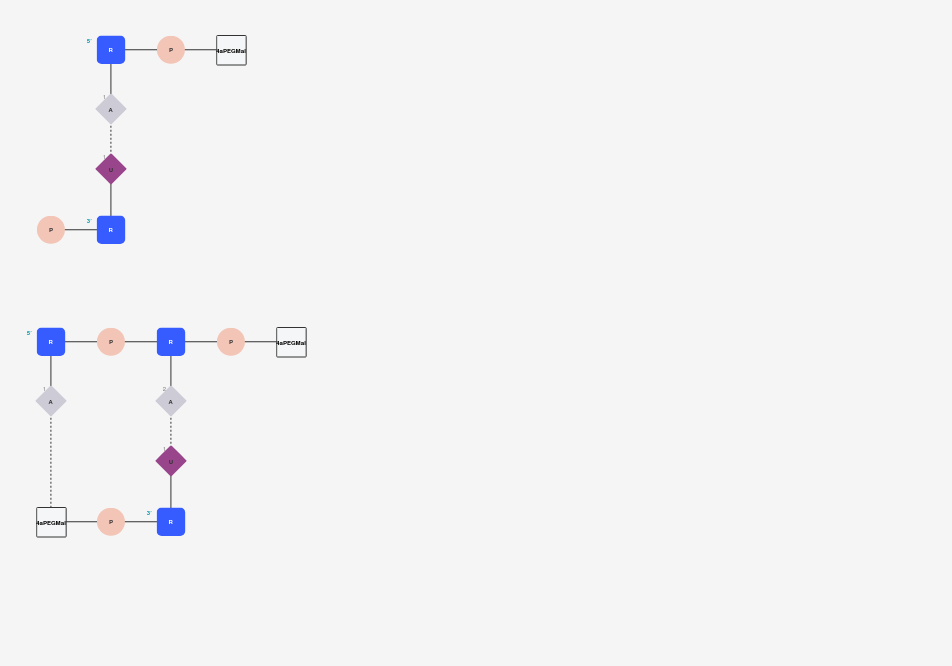 5' R P 4aPEGMal
1
A
1
U
P 3' R
5' R P R P 4aPEGMal
1 2
A A
1
U
4aPEGMal P 3' R